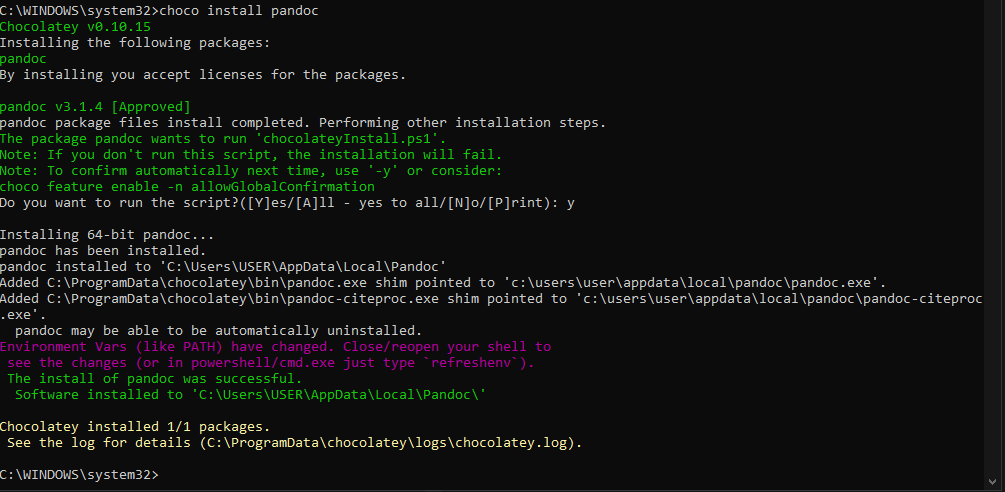 C:\WINDOWS\system32>choco install pandoc
Chocolatey v0.10.15
Installing the following packages:
pandoc
By installing you accept licenses for the packages.
pandoc v3.1.4 [Approved]
pandoc package files install completed. Performing other installation steps.
The package pandoc wants to run 'chocolateyInstall.ps1'.
Note: If you don't run this script, the installation will fail.
Note: To confirm automatically next time, use '-y' or consider:
choco feature enable -n allowGlobalConfirmation
Do you want to run the script?([Y]es/[A]ll - yes to all/[N]o/[P]rint): y
Installing 64-bit pandoc...
pandoc has been installed.
pandoc installed to 'C:\Users\USER\AppData\Local\Pandoc'
Added C:\ProgramData\chocolatey\bin\pandoc.exe shim pointed to 'c:\users\user\appdata\local\pandoc\pandoc.exe'.
Added C:\ProgramData\chocolatey\bin\pandoc-citeproc.exe shim pointed to 'c:\users\user\appdata\local\pandoc\pandoc-citeproc
.exe'.
  pandoc may be able to be automatically uninstalled.
Environment Vars (like PATH) have changed. Close/reopen your shell to
 see the changes (or in powershell/cmd.exe just type `refreshenv`).
 The install of pandoc was successful.
  Software installed to 'C:\Users\USER\AppData\Local\Pandoc\'
Chocolatey installed 1/1 packages.
 See the log for details (C:\ProgramData\chocolatey\logs\chocolatey.log).
C:\WINDOWS\system32>